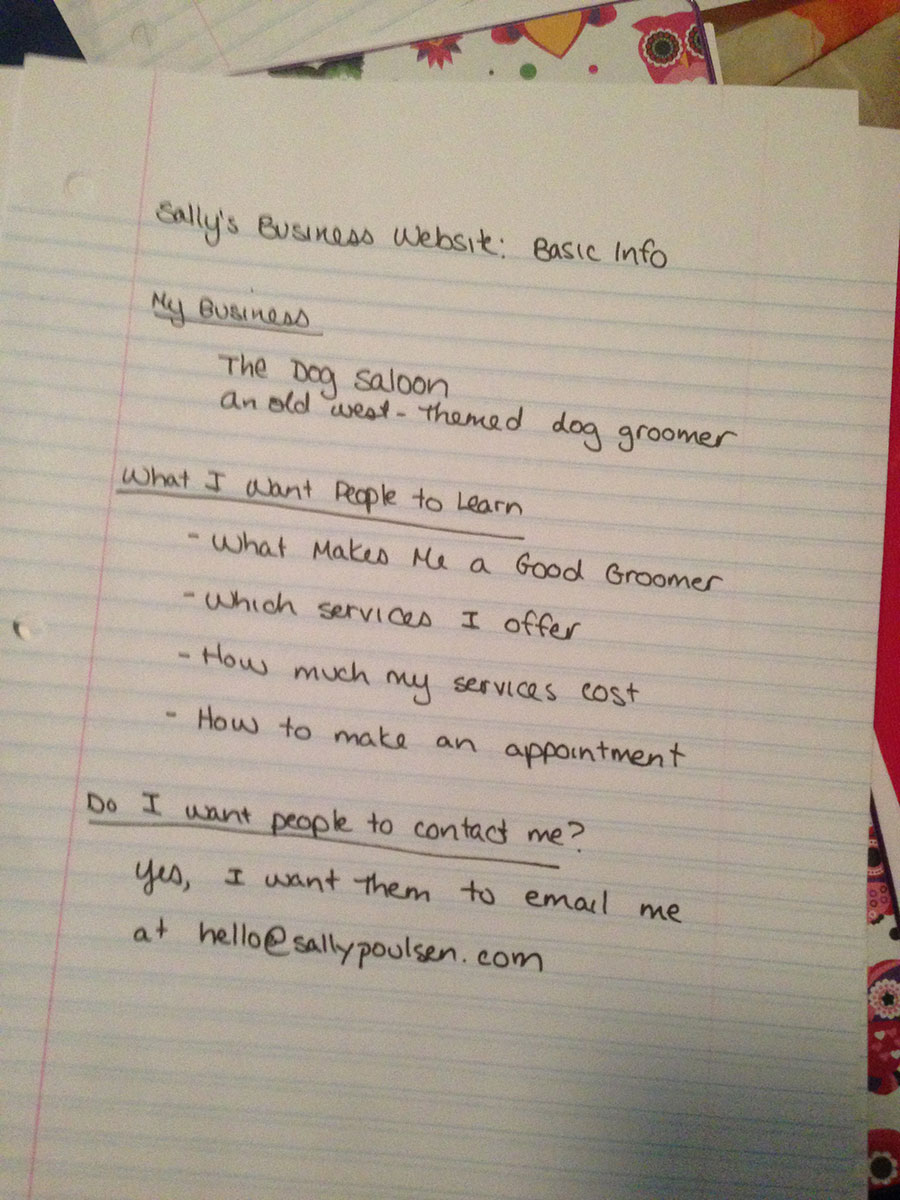 Sally's Business Website: Basic Info
My Business
The Dog Saloon
an old west-themed dog groomer
What I Want People to Learn
- What Makes Me a Good Groomer
- Which services I offer
- How much my services cost
- How to make an appointment
Do I want people to contact me?
Yes, I want them to email me
at hello@sallypoulsen.com